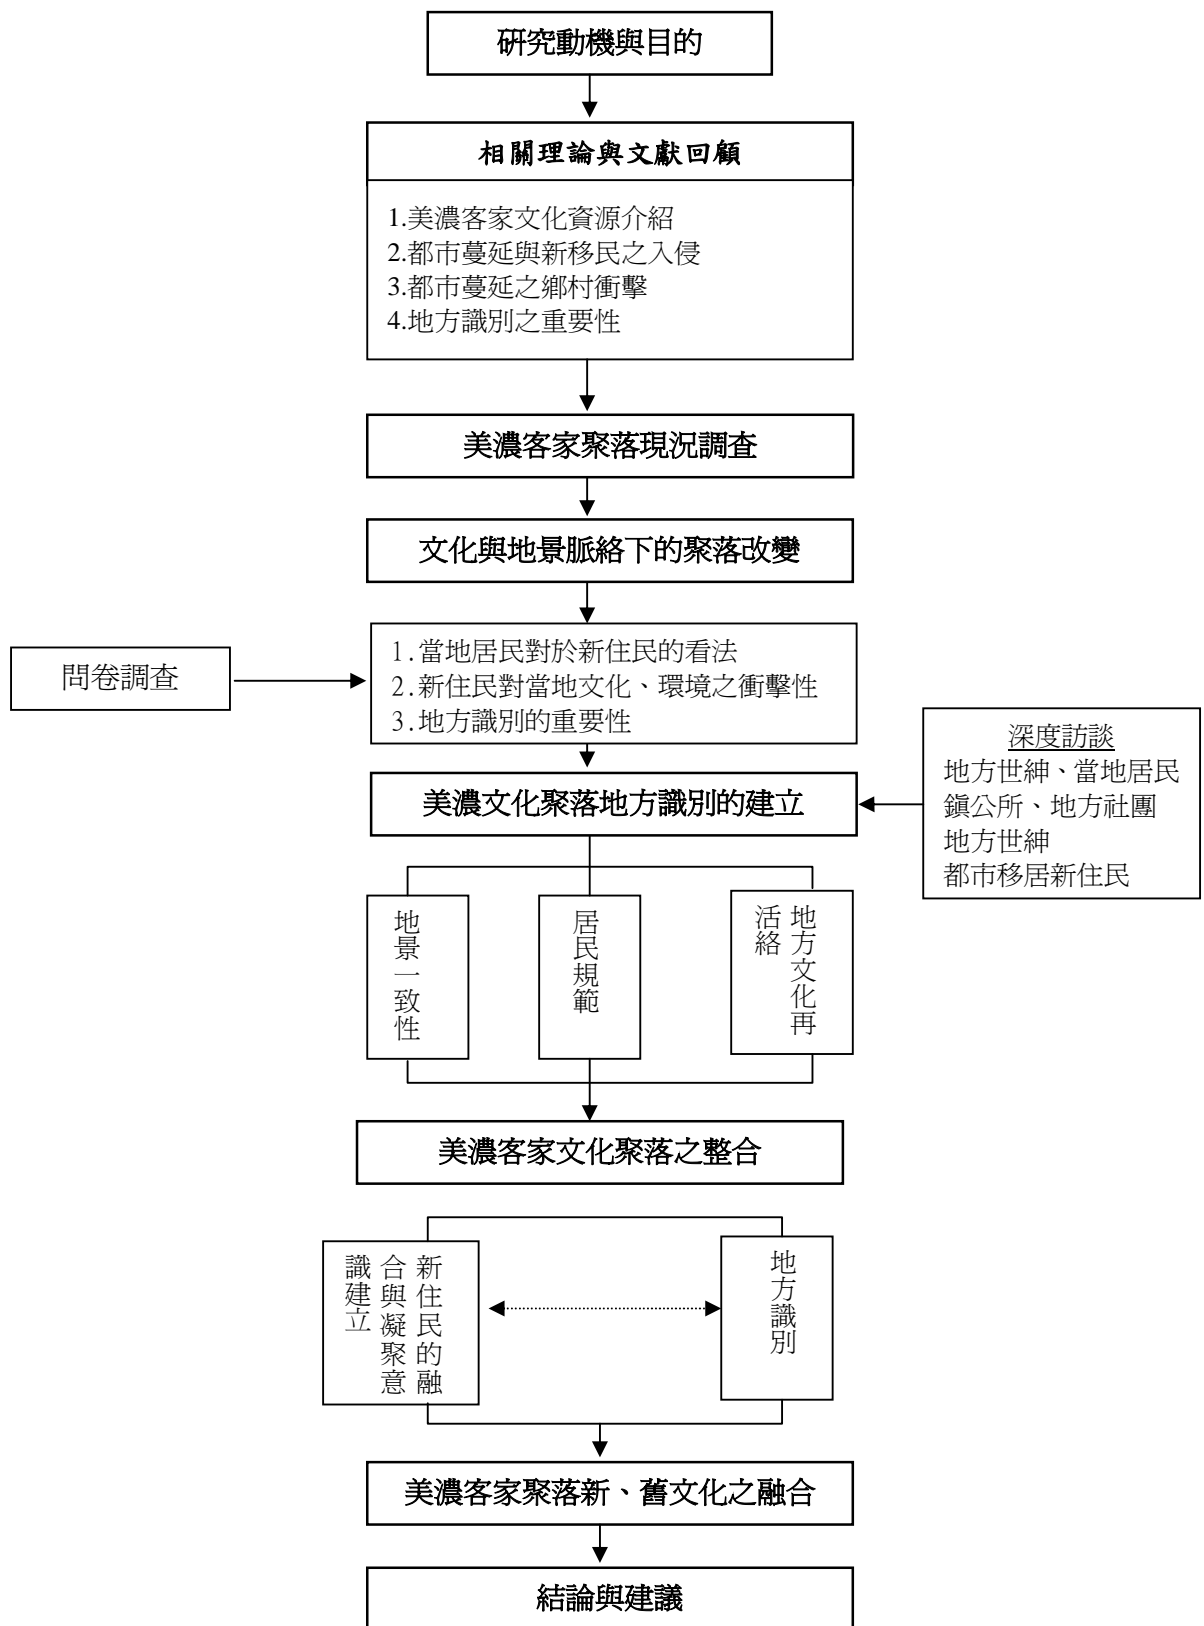 研究動機與目的
相關理論與文獻回顧
1.美濃客家文化資源介紹
2.都市蔓延與新移民之入侵
3.都市蔓延之鄉村衝擊
4.地方識別之重要性
美濃客家聚落現況調查
文化與地景脈絡下的聚落改變
問卷調查
1.當地居民對於新住民的看法
2.新住民對當地文化、環境之衝擊性
3.地方識別的重要性
深度訪談
地方世紳、當地居民
鎮公所、地方社團
地方世紳
都市移居新住民
美濃文化聚落地方識別的建立
地景一致性
居民規範
地方文化再
活絡
美濃客家文化聚落之整合
新住民的融
合與凝聚意
識建立
地方識別
美濃客家聚落新、舊文化之融合
結論與建議